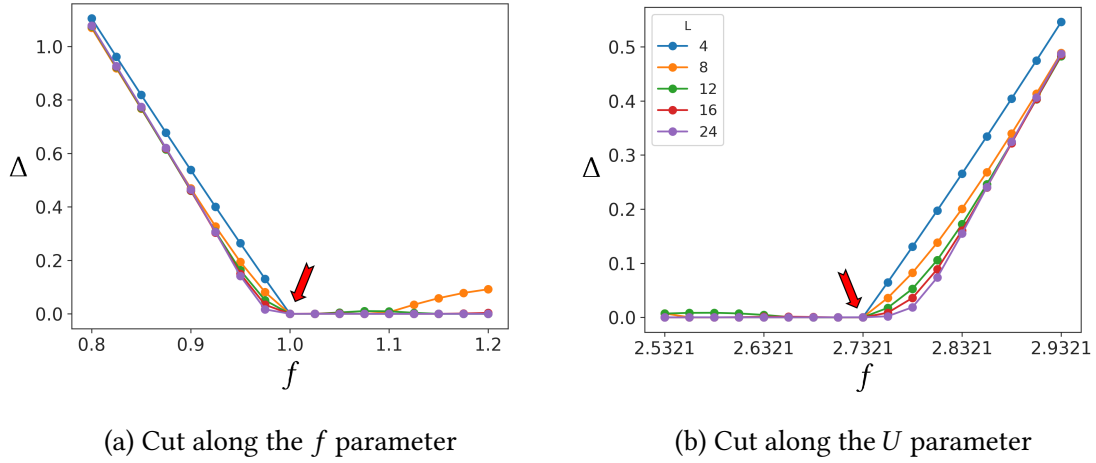 1.0
0.8
0.6
0.4
0.2
0.0
Δ
0.8 0.9 1.0 1.1 1.2
f
(a) Cut along the f parameter
0.5
0.4
0.3
0.2
0.1
0.0
Δ
L
4
8
12
16
24
2.5321 2.6321 2.7321 2.8321 2.9321
f
(b) Cut along the U parameter